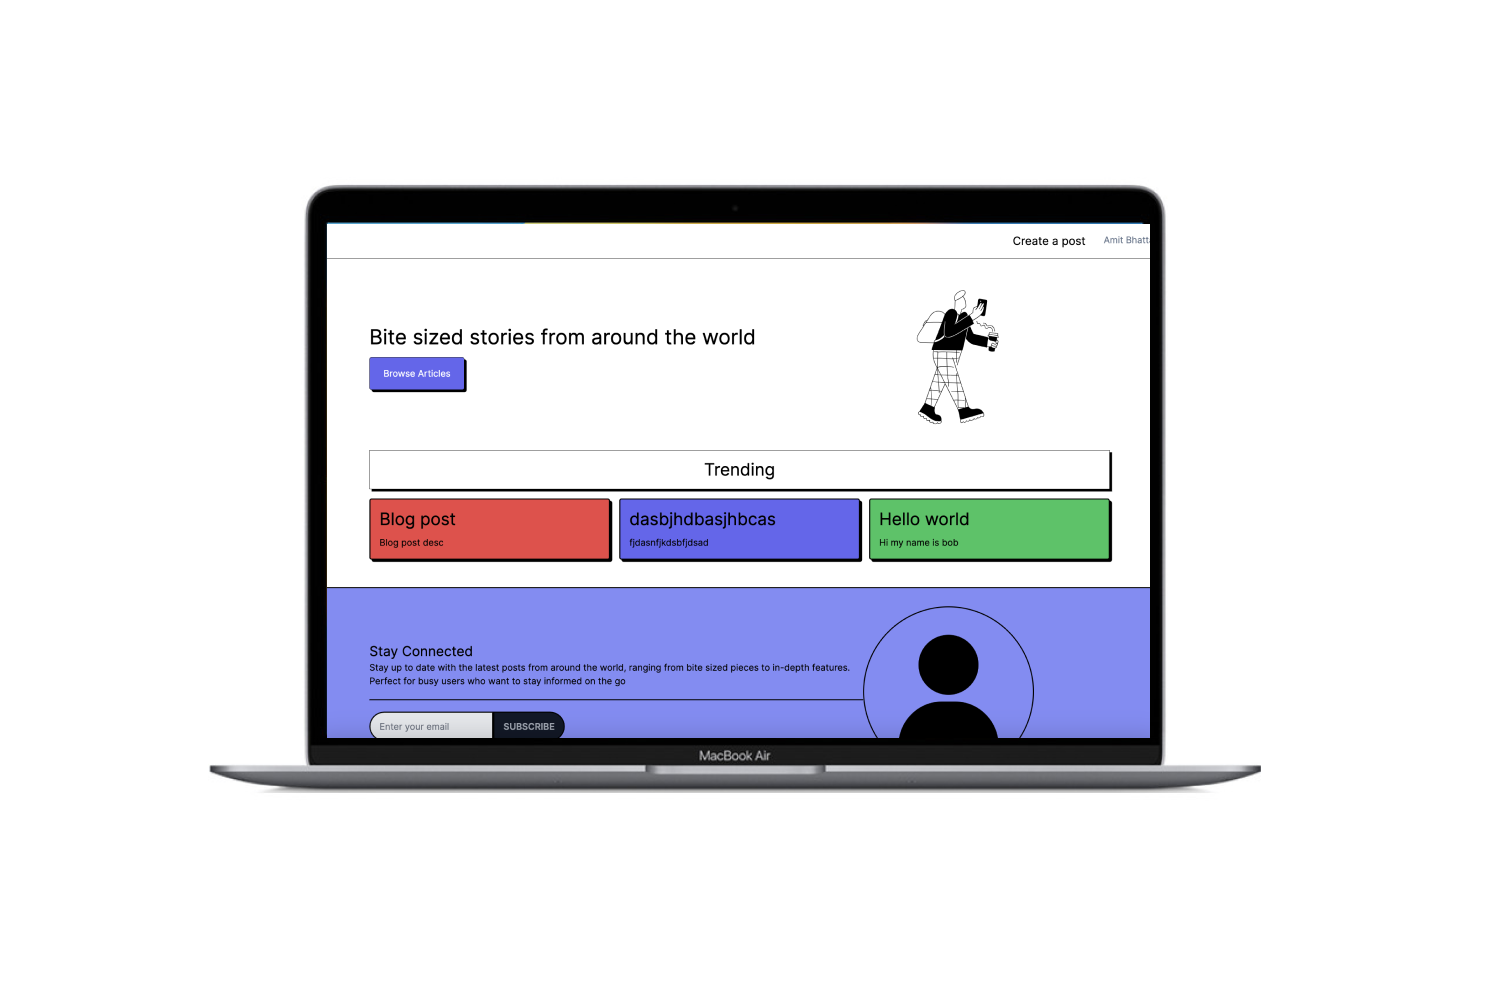 Create a post
Amit Bhatt
Bite sized stories from around the world
Browse Articles
Trending
Blog post
Blog post desc
dasbjhdbasjhbcas
fjdasnfjkdsbfjdsad
Hello world
Hi my name is bob
Stay Connected
Stay up to date with the latest posts from around the world, ranging from bite sized pieces to in-depth features.
Perfect for busy users who want to stay informed on the go
Enter your email
SUBSCRIBE
MacBook Air